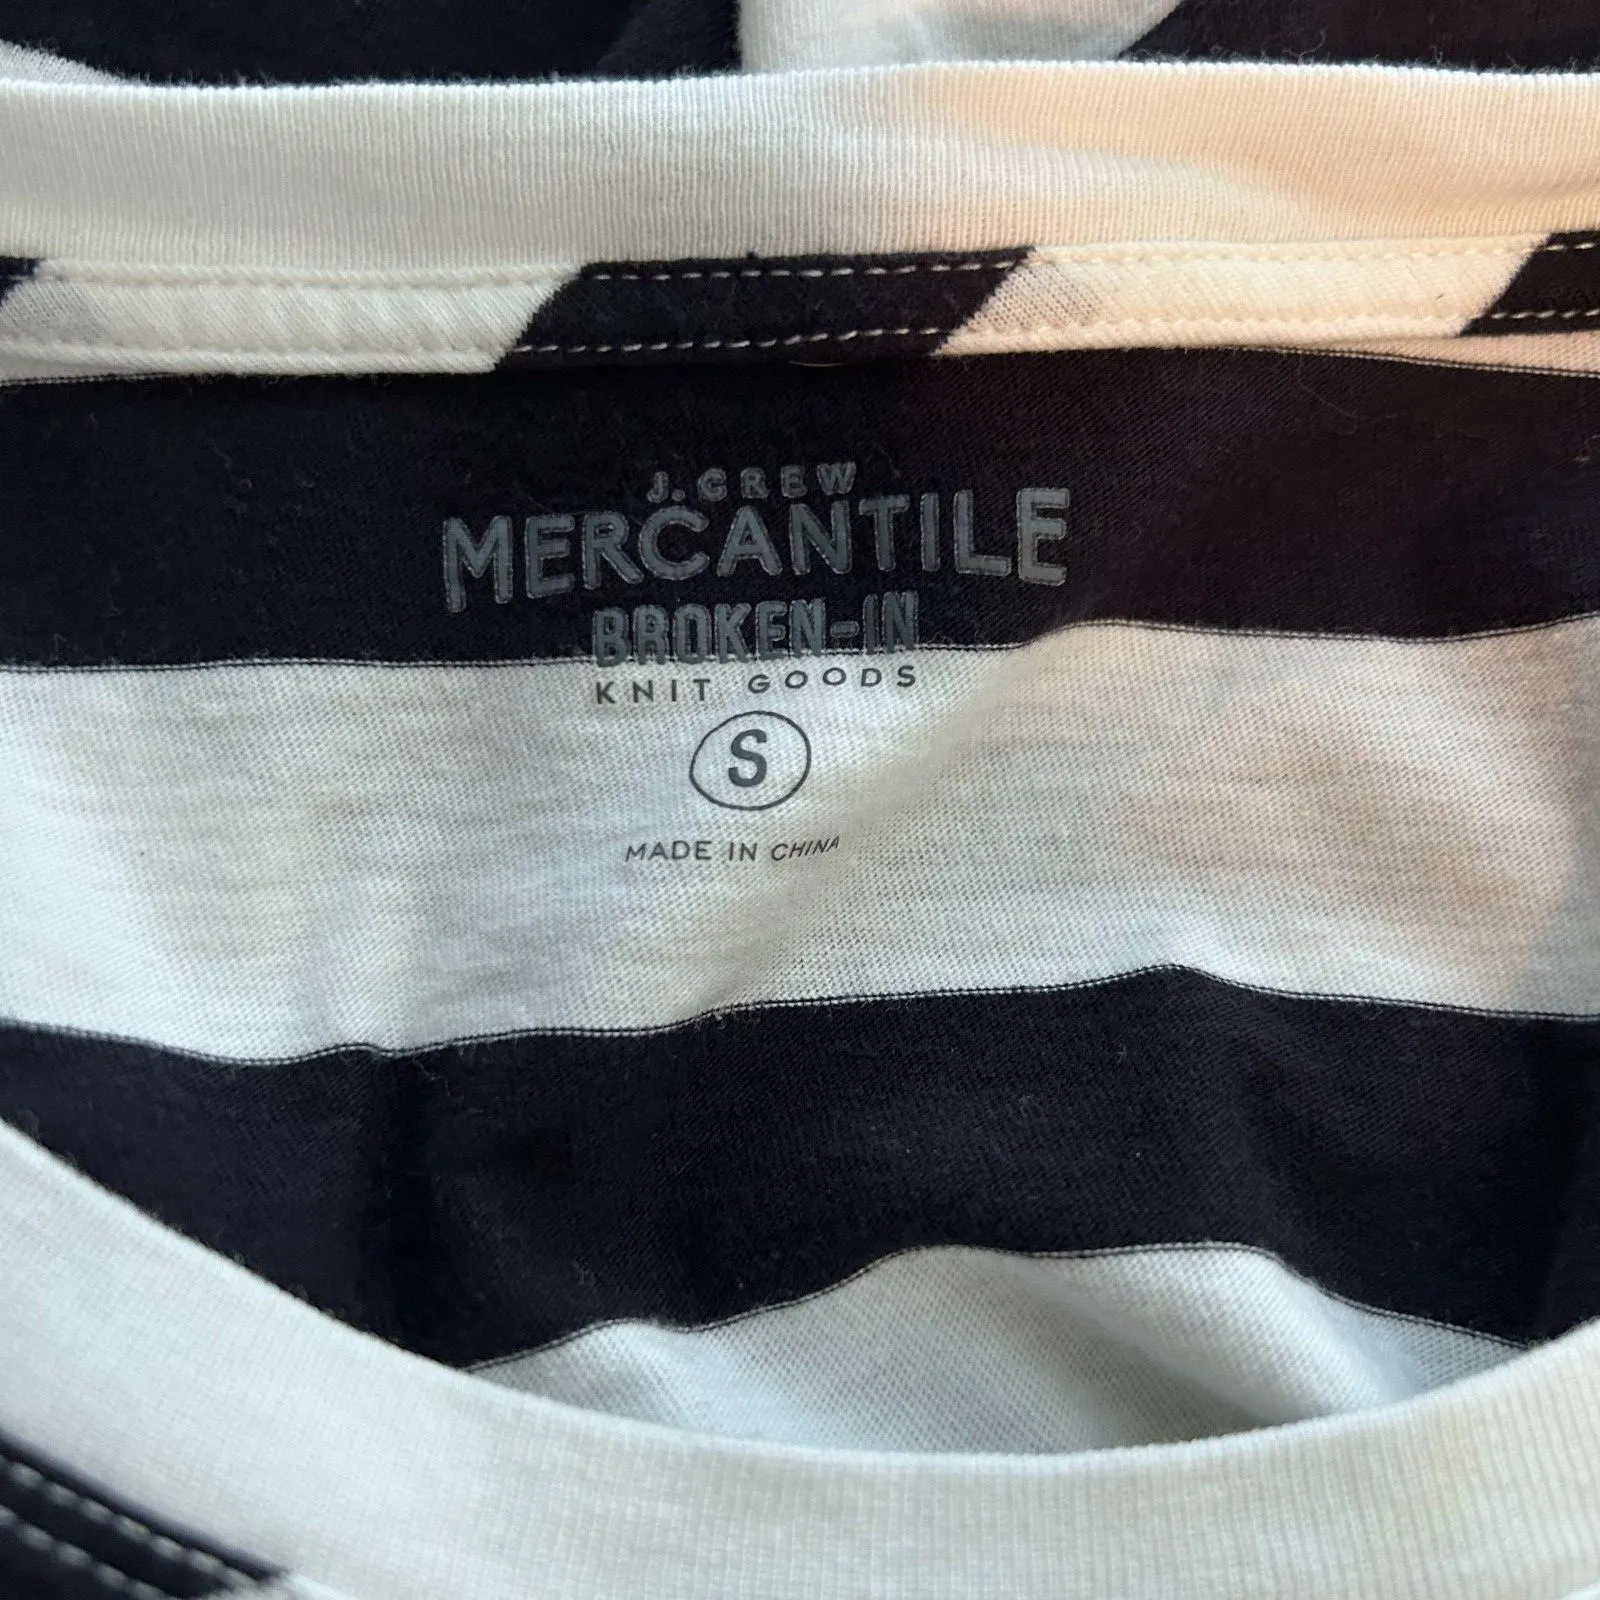 J.CREW
MERCANTILE
BROKEN-IN
KNIT GOODS
S
MADE IN CHINA